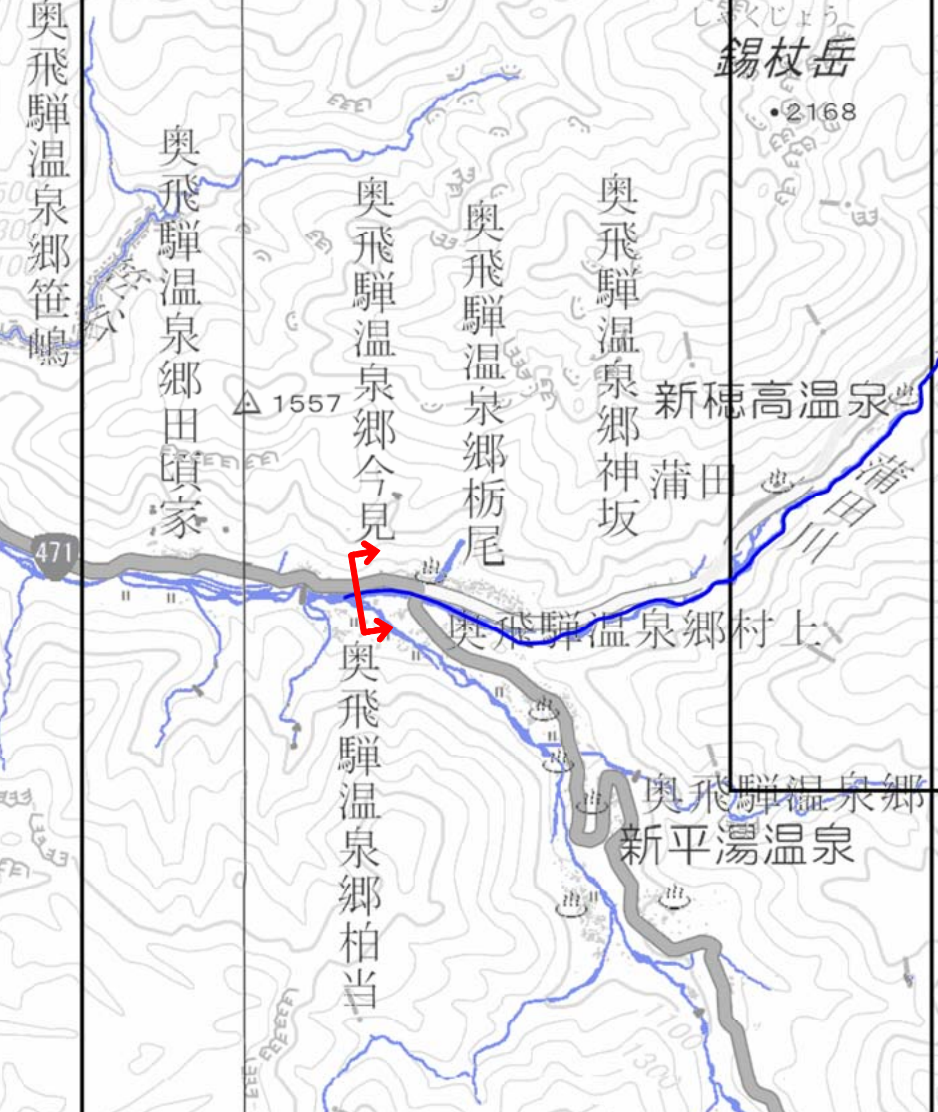 奥飛騨温泉郷笹嶋
奥飛騨温泉郷田頃家
奥飛騨温泉郷今見
奥飛騨温泉郷栃尾
奥飛騨温泉郷神坂
しゃくじょう
錫杖岳
2168
1557
新穂高温泉
蒲田
蒲田川
471
奥飛騨温泉郷村上
奥飛騨温泉郷柏当
奥飛騨温泉郷
新平湯温泉
1300